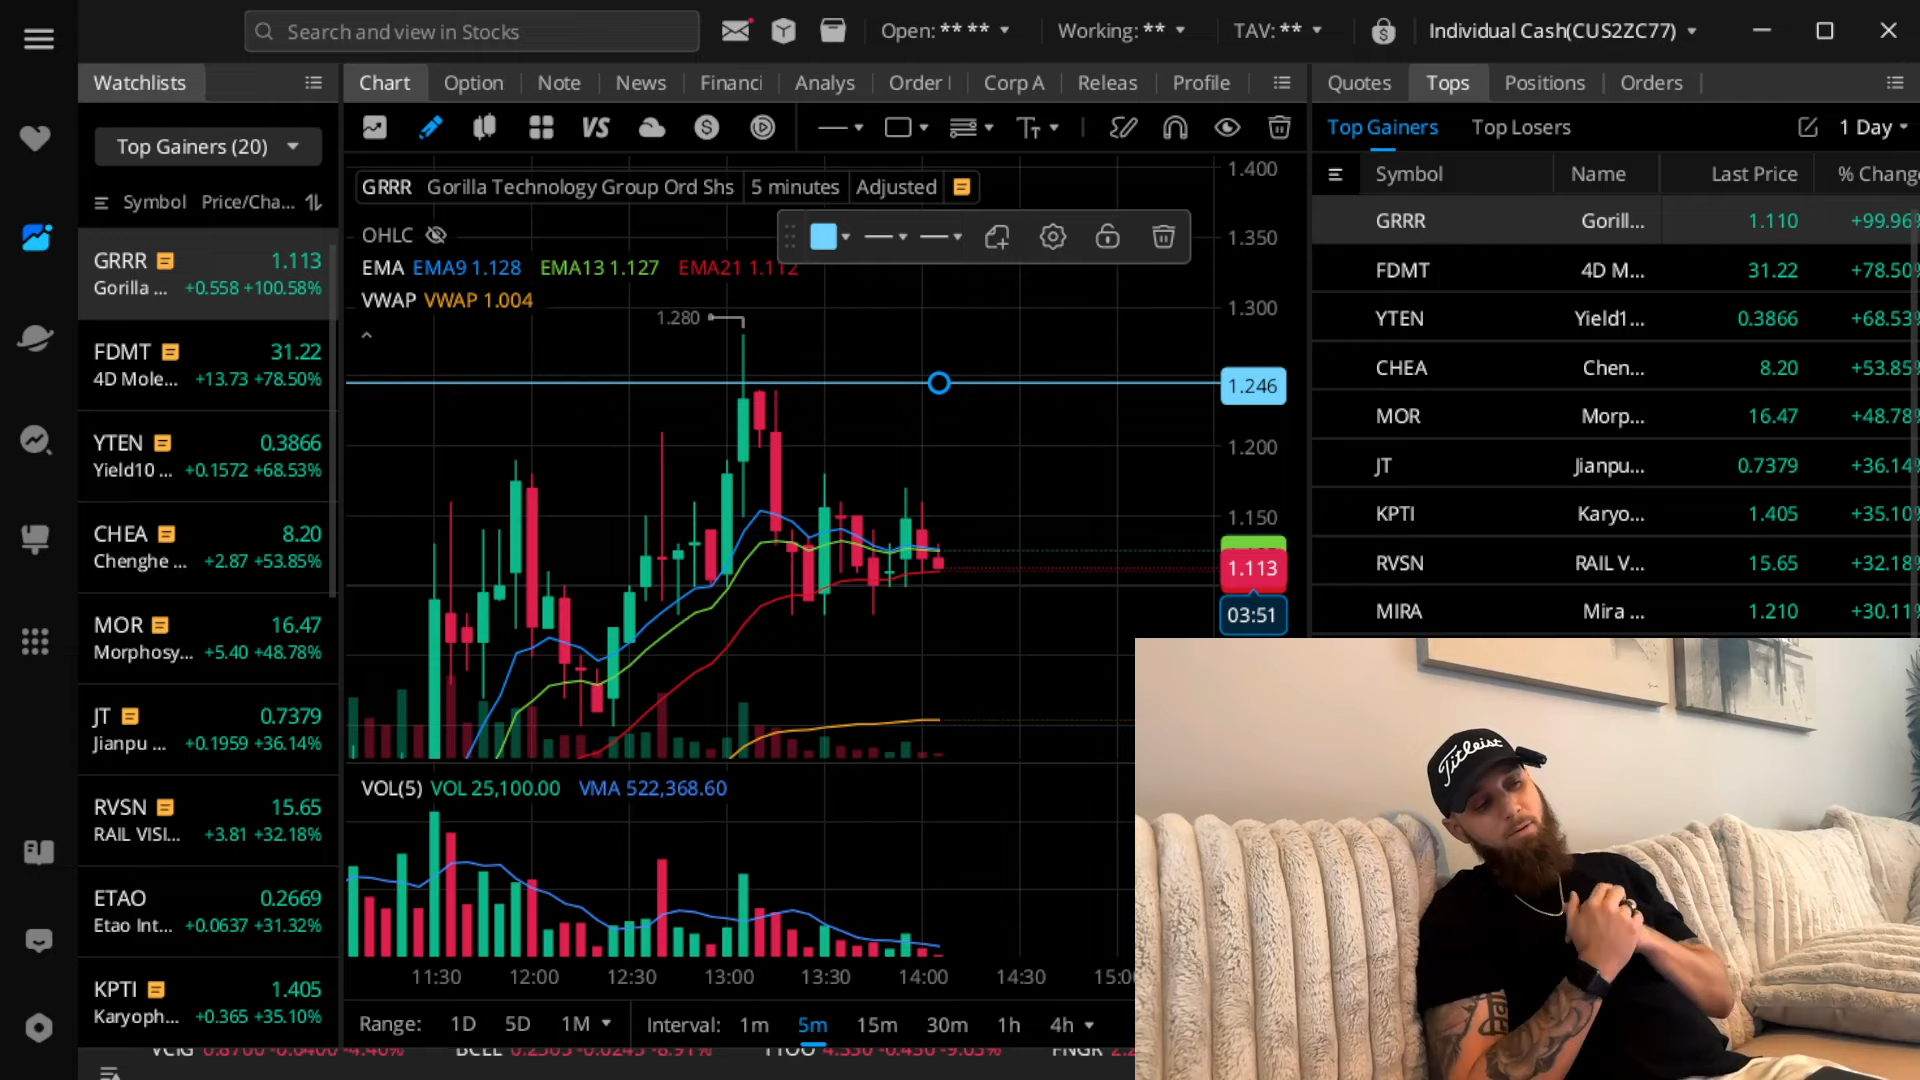 Search and view in Stocks
Open: ** **
Working: **
TAV: **
Individual Cash(CUS2ZC77)
Watchlists
Chart
Option
Note
News
Financi
Analys
Order
Corp A
Releas
Profile
Quotes
Tops
Positions
Orders
Top Gainers (20)
VS
Top Gainers
Top Losers
1 Day
Symbol Price/Cha...
GRRR 1.113
Gorilla ... +0.558 +100.58%
FDMT 31.22
4D Mole... +13.73 +78.50%
YTEN 0.3866
Yield10 ... +0.1572 +68.53%
CHEA 8.20
Chenghe ... +2.87 +53.85%
MOR 16.47
Morphosy... +5.40 +48.78%
JT 0.7379
Jianpu ... +0.1959 +36.14%
RVSN 15.65
RAIL VISI... +3.81 +32.18%
ETAO 0.2669
Etao Int... +0.0637 +31.32%
KPTI 1.405
Karyoph... +0.365 +35.10%
GRRR Gorilla Technology Group Ord Shs 5 minutes Adjusted
OHLC
EMA EMA9 1.128 EMA13 1.127 EMA21 1.112
VWAP VWAP 1.004
1.280
1.400
1.350
1.300
1.246
1.200
1.150
1.113
03:51
VOL(5) VOL 25,100.00 VMA 522,368.60
11:30 12:00 12:30 13:00 13:30 14:00 14:30 15:0
Range: 1D 5D 1M
Interval: 1m 5m 15m 30m 1h 4h
Symbol Name Last Price % Chang
GRRR Gorill... 1.110 +99.96
FDMT 4D M... 31.22 +78.50
YTEN Yield1... 0.3866 +68.53
CHEA Chen... 8.20 +53.85
MOR Morp... 16.47 +48.78
JT Jianpu... 0.7379 +36.14
KPTI Karyo... 1.405 +35.10
RVSN RAIL V... 15.65 +32.18
MIRA Mira ... 1.210 +30.11
Titleist